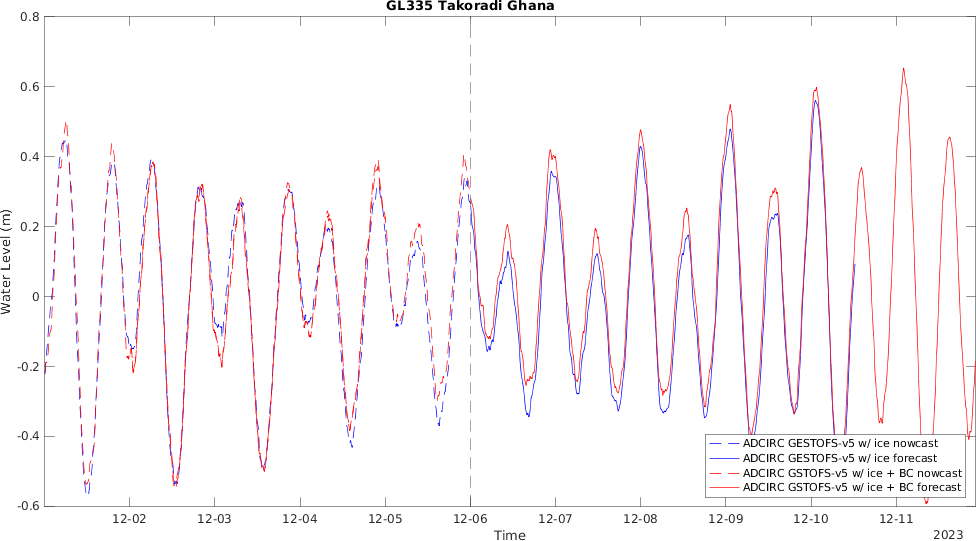 GL335 Takoradi Ghana
0.8
0.6
0.4
0.2
0
-0.2
-0.4
-0.6
Water Level (m)
ADCIRC GESTOFS-v5 w/ ice nowcast
ADCIRC GESTOFS-v5 w/ ice forecast
ADCIRC GSTOFS-v5 w/ ice + BC nowcast
ADCIRC GSTOFS-v5 w/ ice + BC forecast
12-02 12-03 12-04 12-05 12-06 12-07 12-08 12-09 12-10 12-11
Time
2023